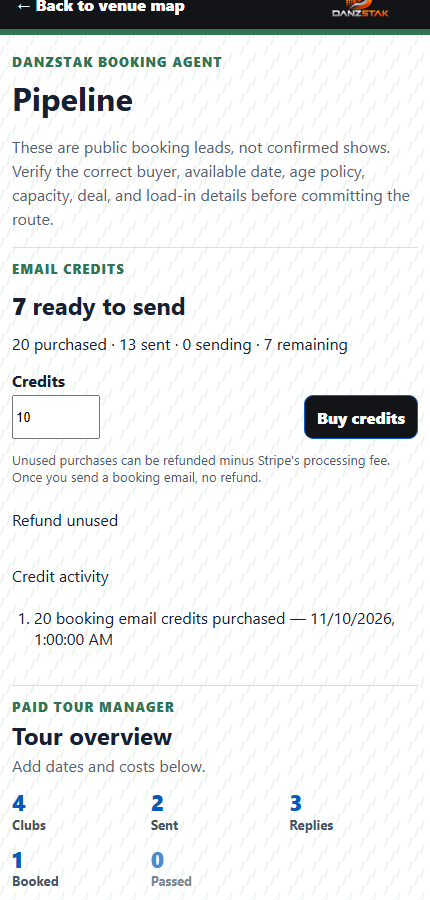 ← Back to venue map
DANZSTAK
DANZSTAK BOOKING AGENT
Pipeline
These are public booking leads, not confirmed shows.
Verify the correct buyer, available date, age policy,
capacity, deal, and load-in details before committing the
route.
EMAIL CREDITS
7 ready to send
20 purchased · 13 sent · 0 sending · 7 remaining
Credits
10
Buy credits
Unused purchases can be refunded minus Stripe's processing fee.
Once you send a booking email, no refund.
Refund unused
Credit activity
1. 20 booking email credits purchased — 11/10/2026,
1:00:00 AM
PAID TOUR MANAGER
Tour overview
Add dates and costs below.
4 2 3
Clubs Sent Replies
1 0
Booked Passed